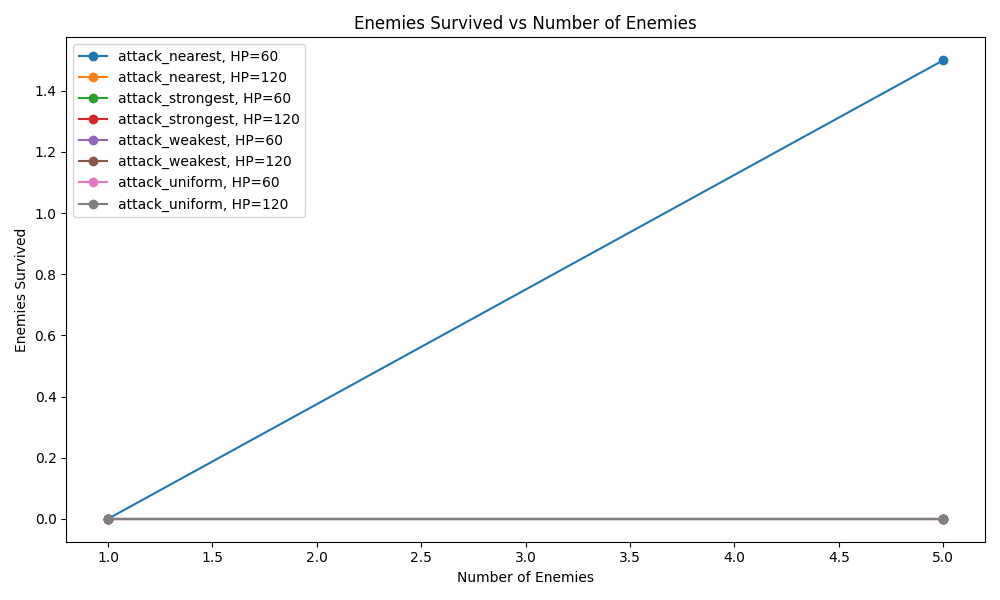 Enemies Survived vs Number of Enemies
attack_nearest, HP=60
attack_nearest, HP=120
attack_strongest, HP=60
attack_strongest, HP=120
attack_weakest, HP=60
attack_weakest, HP=120
attack_uniform, HP=60
attack_uniform, HP=120
Enemies Survived
1.4
1.2
1.0
0.8
0.6
0.4
0.2
0.0
1.0 1.5 2.0 2.5 3.0 3.5 4.0 4.5 5.0
Number of Enemies